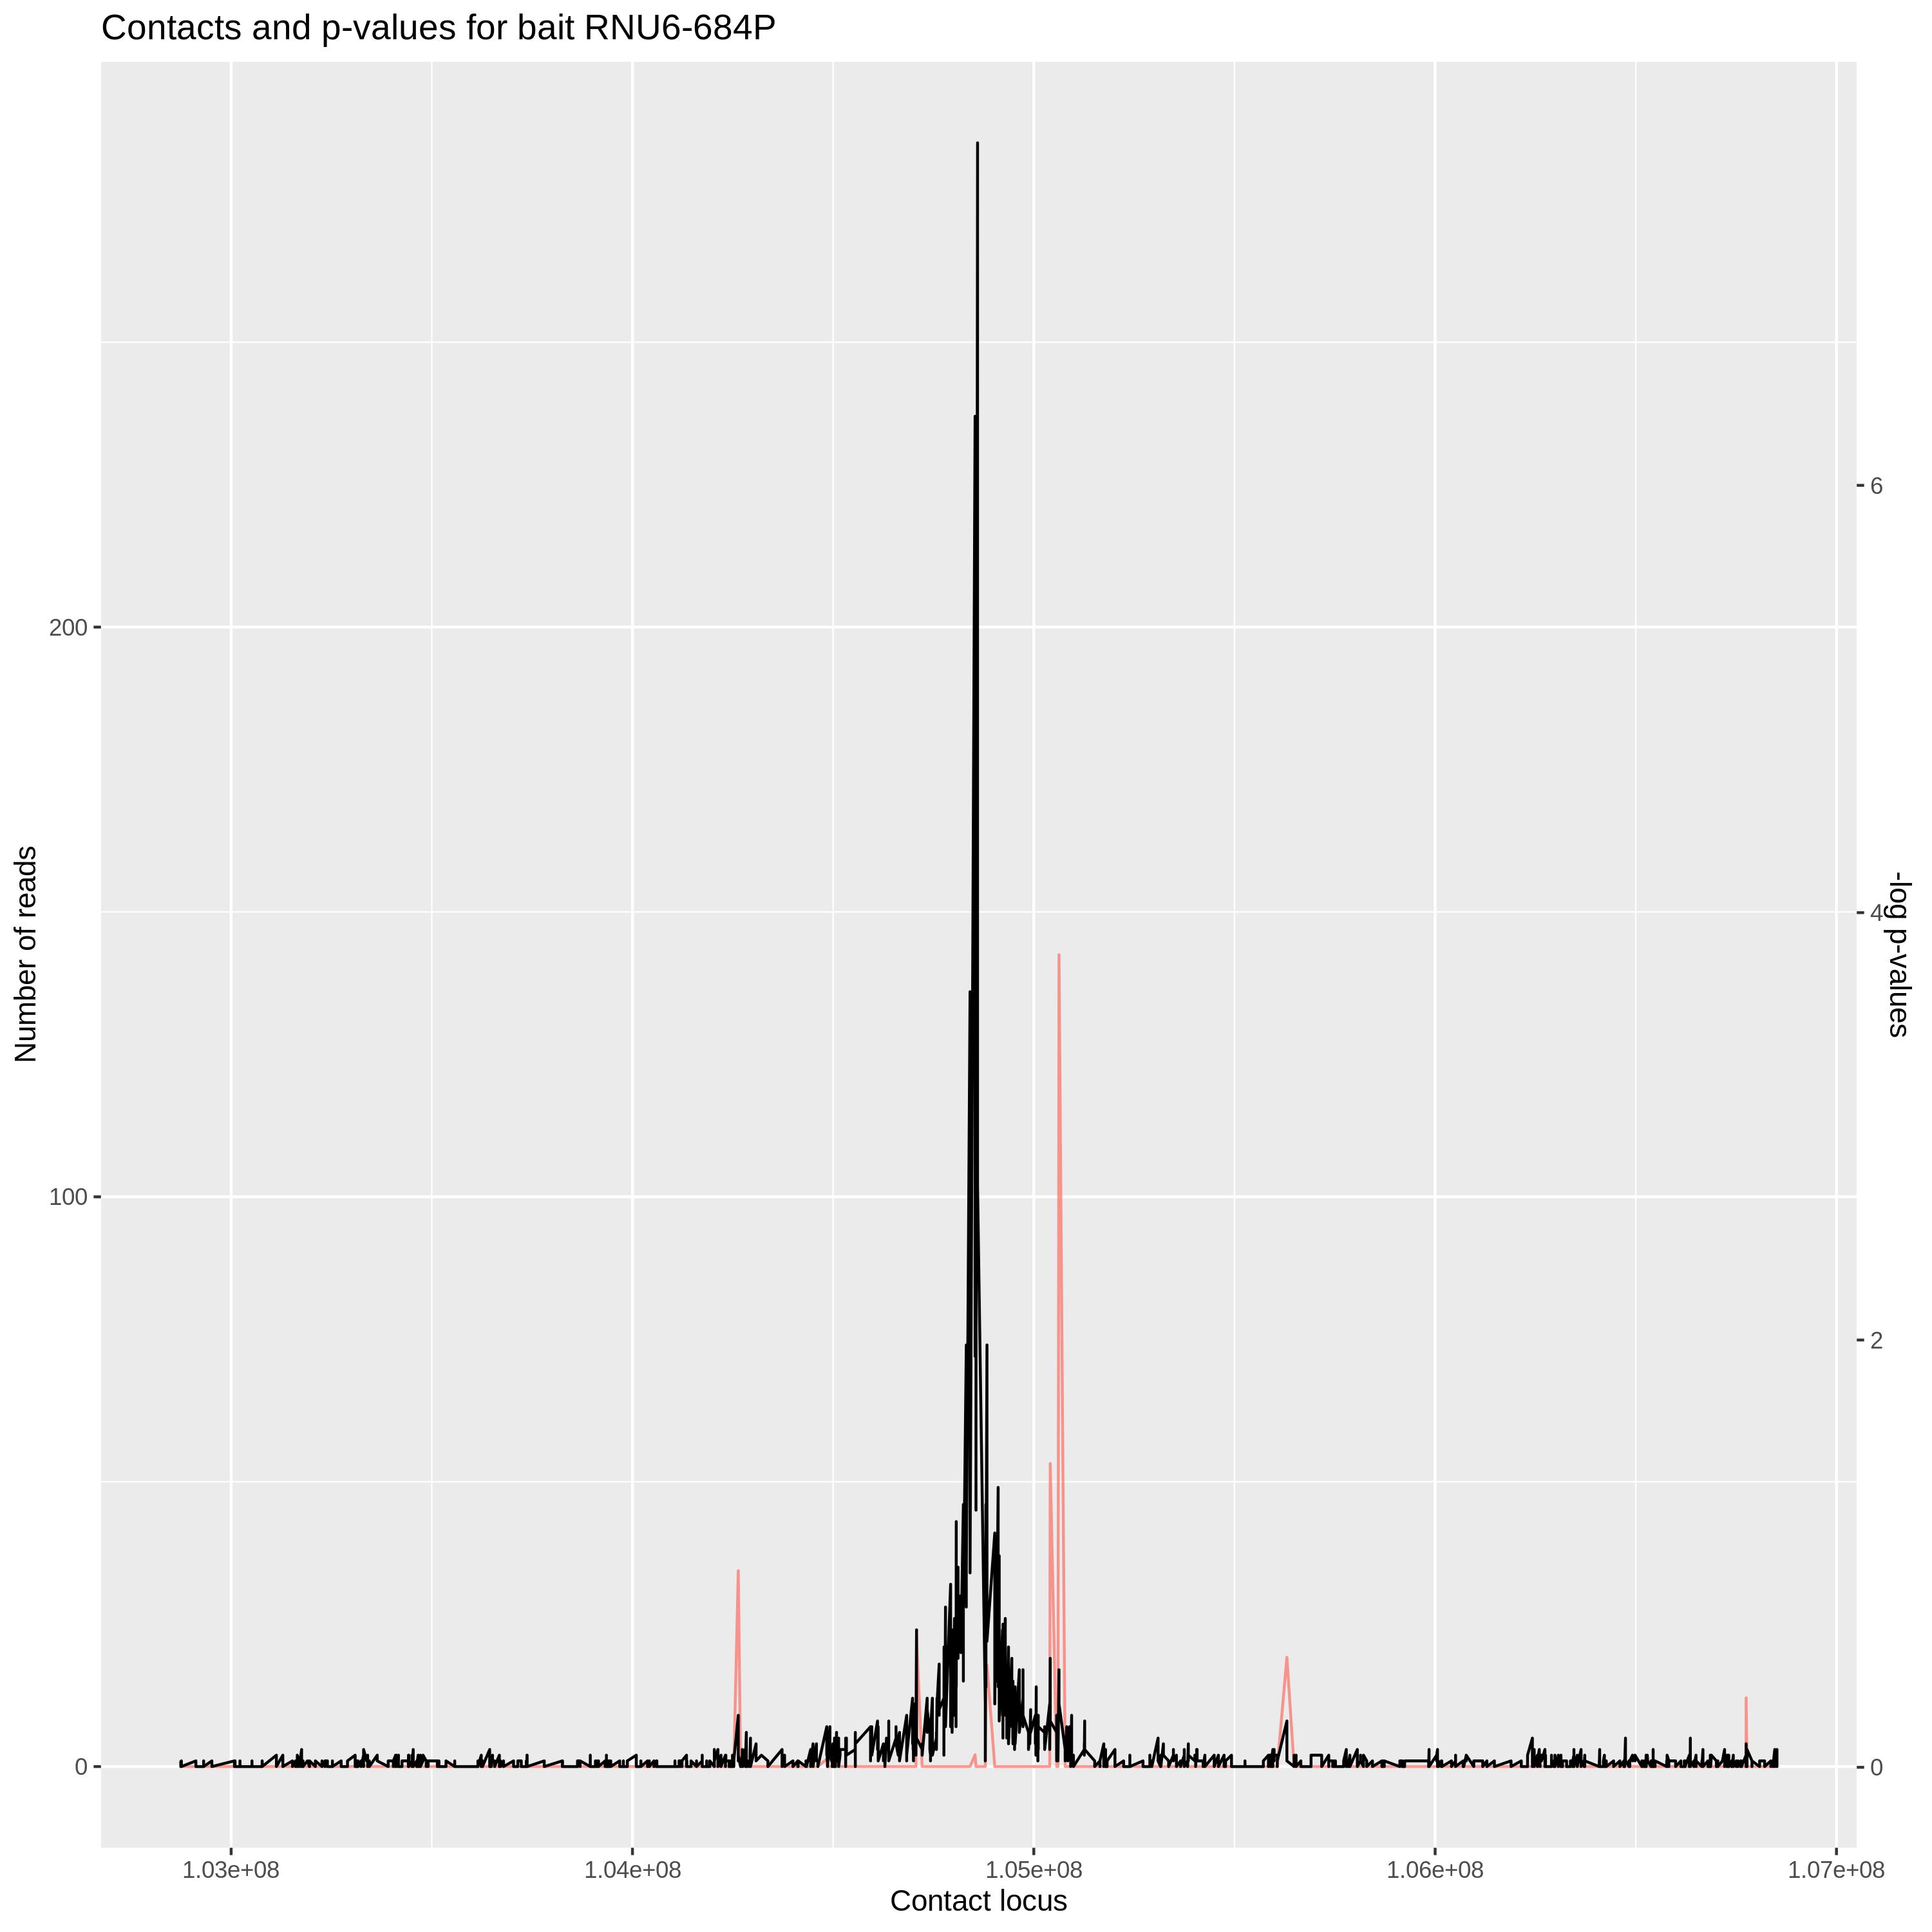 Contacts and p-values for bait RNU6-684P
Number of reads
200
100
0
6
4
2
0
-log p-values
1.03e+08
1.04e+08
1.05e+08
1.06e+08
1.07e+08
Contact locus